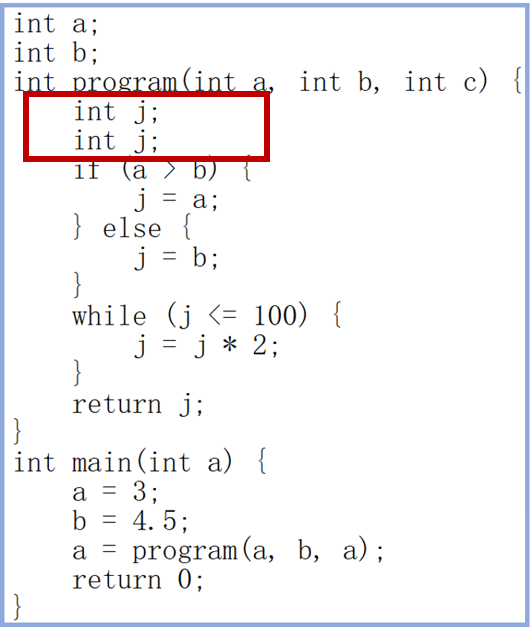 int a;
int b;
int program(int a, int b, int c) {
    int j;
    int j;
    if (a > b) {
        j = a;
    } else {
        j = b;
    }
    while (j <= 100) {
        j = j * 2;
    }
    return j;
}
int main(int a) {
    a = 3;
    b = 4.5;
    a = program(a, b, a);
    return 0;
}